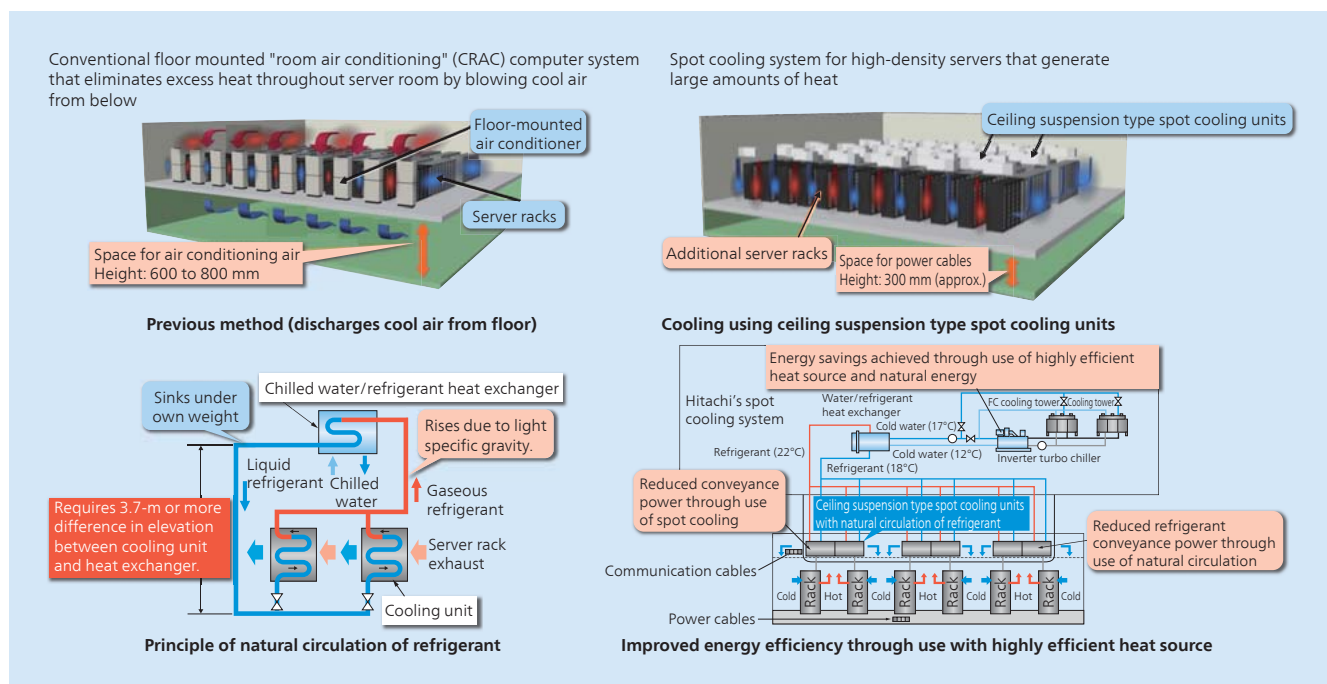 Conventional floor mounted "room air conditioning" (CRAC) computer system
that eliminates excess heat throughout server room by blowing cool air
from below
Floor-mounted
air conditioner
Server racks
Space for air conditioning air
Height: 600 to 800 mm
Previous method (discharges cool air from floor)
Spot cooling system for high-density servers that generate
large amounts of heat
Ceiling suspension type spot cooling units
Additional server racks
Space for power cables
Height: 300 mm (approx.)
Cooling using ceiling suspension type spot cooling units
Chilled water/refrigerant heat exchanger
Sinks under
own weight
Rises due to light
specific gravity.
Liquid
refrigerant
Chilled
water
Gaseous
refrigerant
Requires 3.7-m or more
difference in elevation
between cooling unit
and heat exchanger.
Server rack
exhaust
Cooling unit
Principle of natural circulation of refrigerant
Energy savings achieved through use of highly efficient
heat source and natural energy
Hitachi's spot
cooling system
Water/refrigerant
heat exchanger
FC cooling tower
Cooling tower
Cold water (17°C)
Cold water (12°C)
Inverter turbo chiller
Refrigerant (22°C)
Refrigerant (18°C)
Reduced conveyance
power through use
of spot cooling
Ceiling suspension type spot cooling units
with natural circulation of refrigerant
Reduced refrigerant
conveyance power through
use of natural circulation
Communication cables
Cold
Rack
Hot
Rack
Cold
Rack
Hot
Rack
Cold
Rack
Hot
Rack
Cold
Power cables
Improved energy efficiency through use with highly efficient heat source